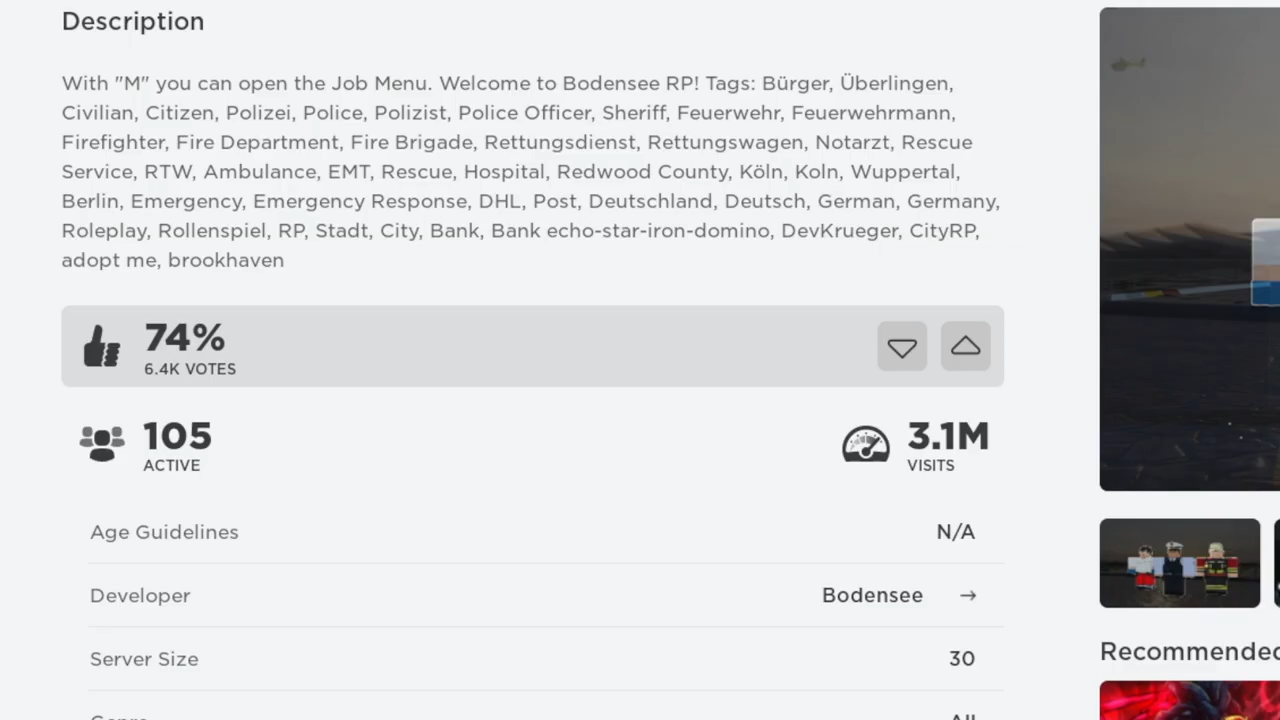 Description
With "M" you can open the Job Menu. Welcome to Bodensee RP! Tags: Bürger, Überlingen,
Civilian, Citizen, Polizei, Police, Polizist, Police Officer, Sheriff, Feuerwehr, Feuerwehrmann,
Firefighter, Fire Department, Fire Brigade, Rettungsdienst, Rettungswagen, Notarzt, Rescue
Service, RTW, Ambulance, EMT, Rescue, Hospital, Redwood County, Köln, Koln, Wuppertal,
Berlin, Emergency, Emergency Response, DHL, Post, Deutschland, Deutsch, German, Germany,
Roleplay, Rollenspiel, RP, Stadt, City, Bank, Bank echo-star-iron-domino, DevKrueger, CityRP,
adopt me, brookhaven
74%
6.4K VOTES
105
ACTIVE
3.1M
VISITS
Age Guidelines N/A
Developer Bodensee →
Server Size 30
Recommended